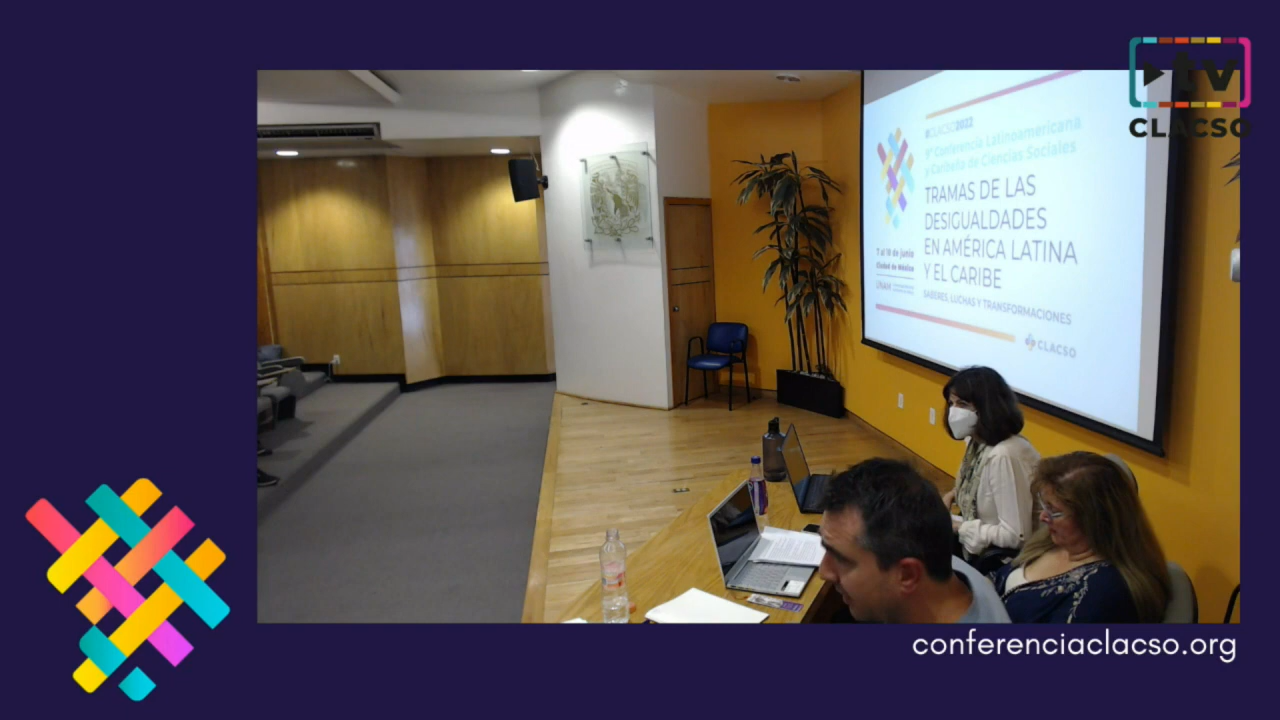 tv
CLACSO
#CLACSO2022
9ª Conferencia Latinoamericana
y Caribeña de Ciencias Sociales
TRAMAS DE LAS
DESIGUALDADES
EN AMÉRICA LATINA
Y EL CARIBE
SABERES, LUCHAS Y TRANSFORMACIONES
7 al 10 de junio
Ciudad de México
UNAM
CLACSO
conferenciaclacso.org